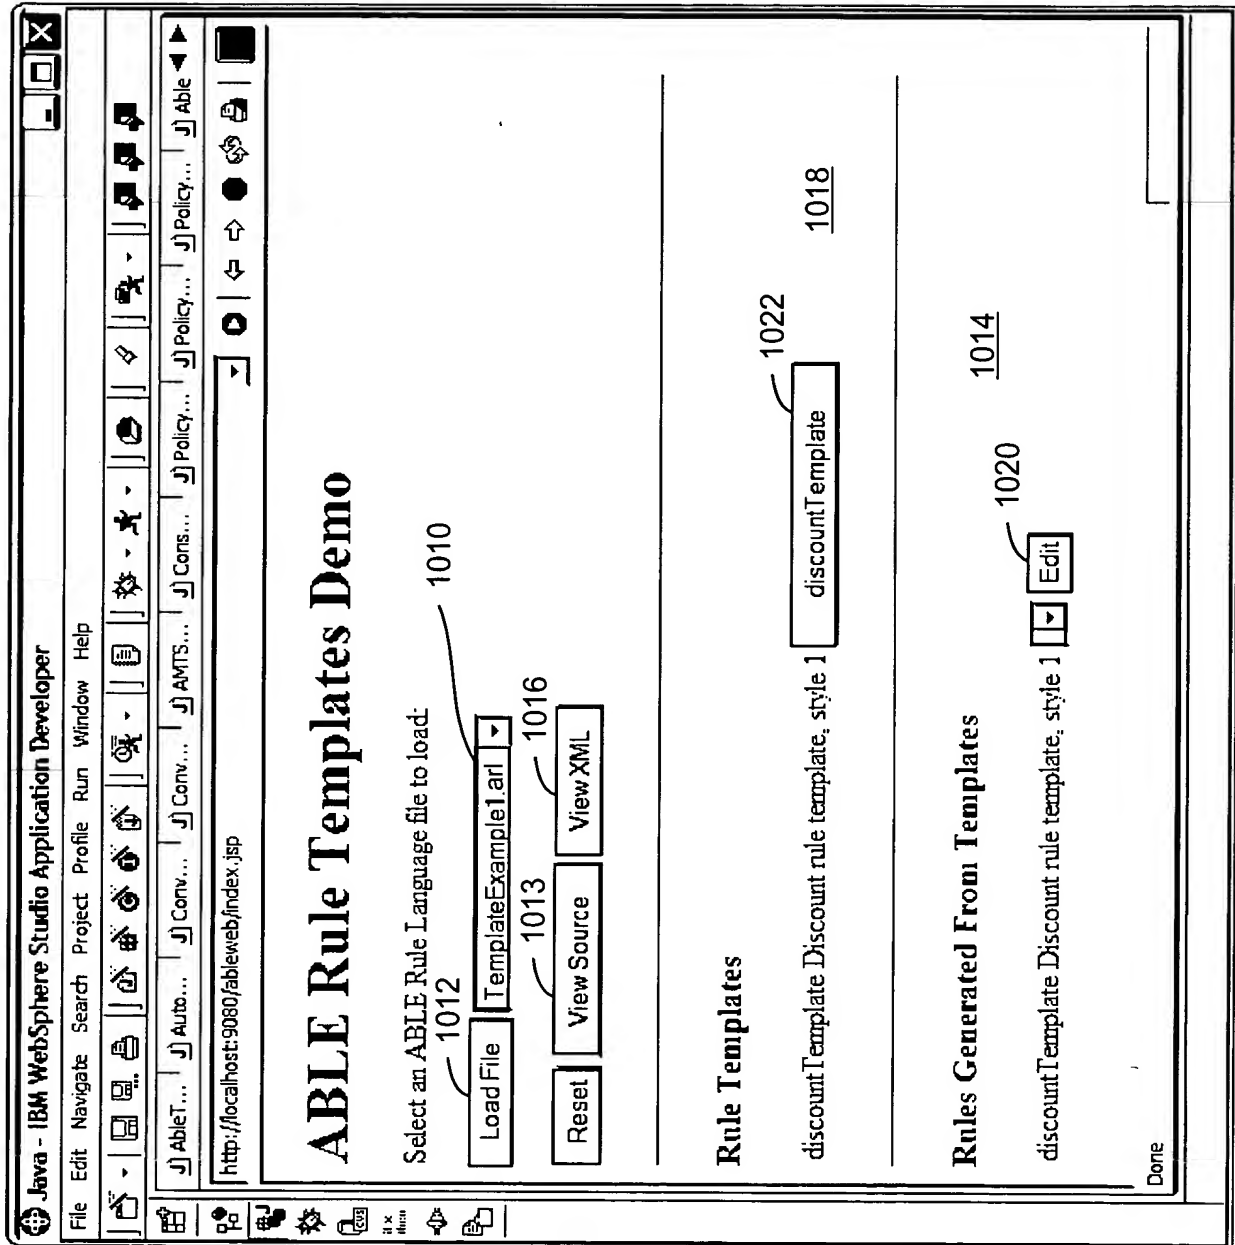 Java - IBM WebSphere Studio Application Developer
File Edit Navigate Search Project Profile Run Window Help
J) AbleT... J) Auto... J) Conv... J) Conv... J) AMTS... J) Cons... J) Policy... J) Policy... J) Policy... J) Able
http://localhost:9080/ableweb/index.jsp
ABLE Rule Templates Demo
Select an ABLE Rule Language file to load:
1012
1010
Load File TemplateExample1.arl
1013
1016
Reset View Source View XML
Rule Templates
1022
discountTemplate Discount rule template, style 1 discountTemplate
1018
Rules Generated From Templates
1014
1020
discountTemplate Discount rule template, style 1 Edit
Done